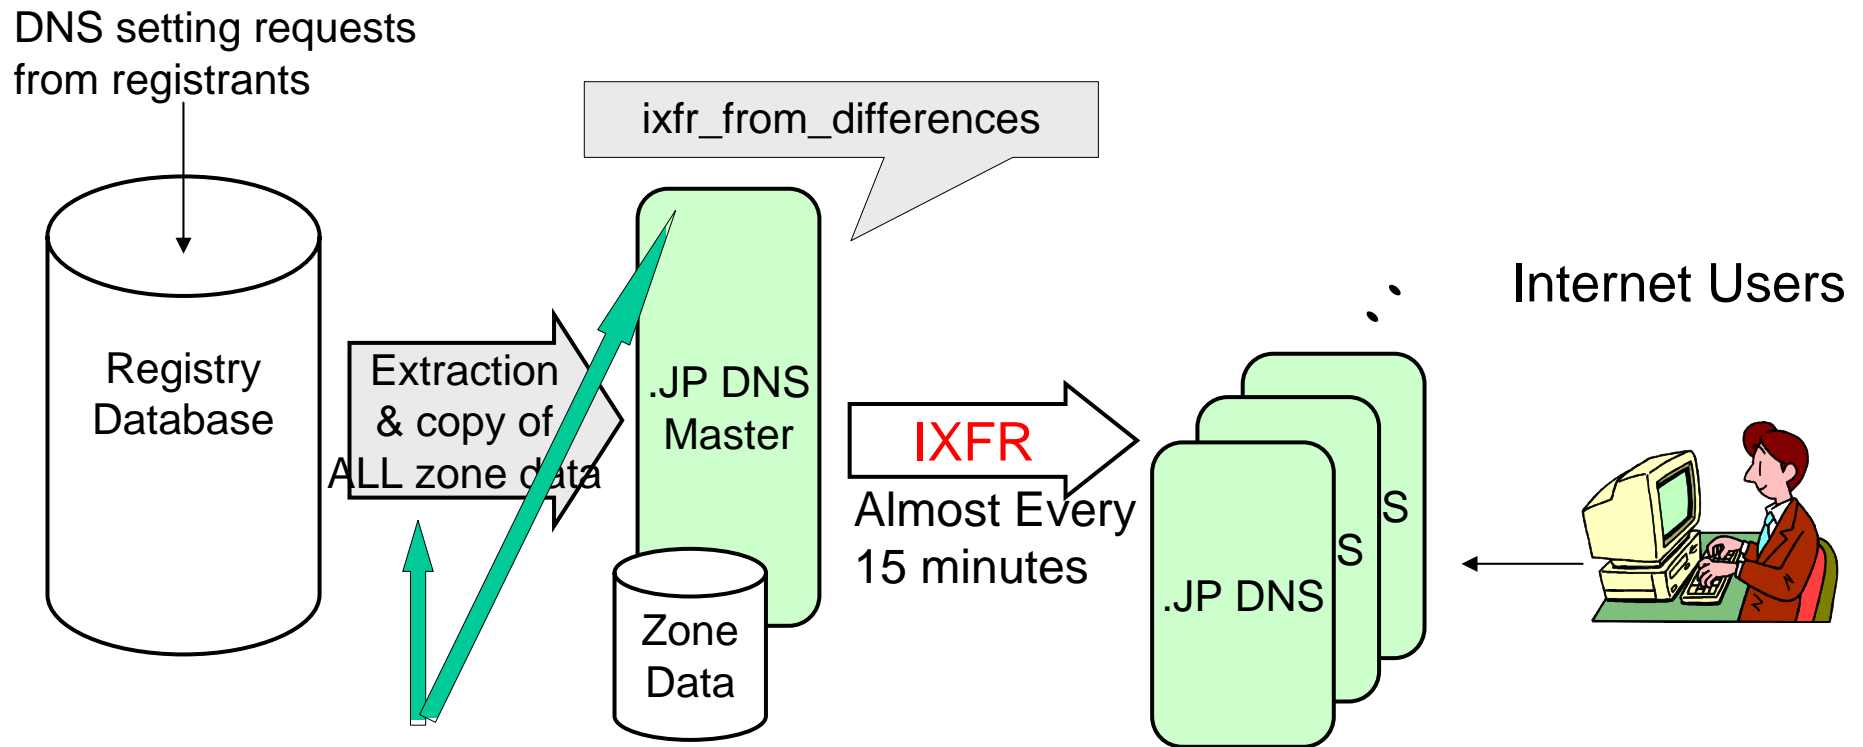 DNS setting requests
from registrants
ixfr_from_differences
Internet Users
Registry
Database
Extraction
& copy of
ALL zone data
.JP DNS
Master
IXFR
Almost Every
15 minutes
S
S
.JP DNS
Zone
Data